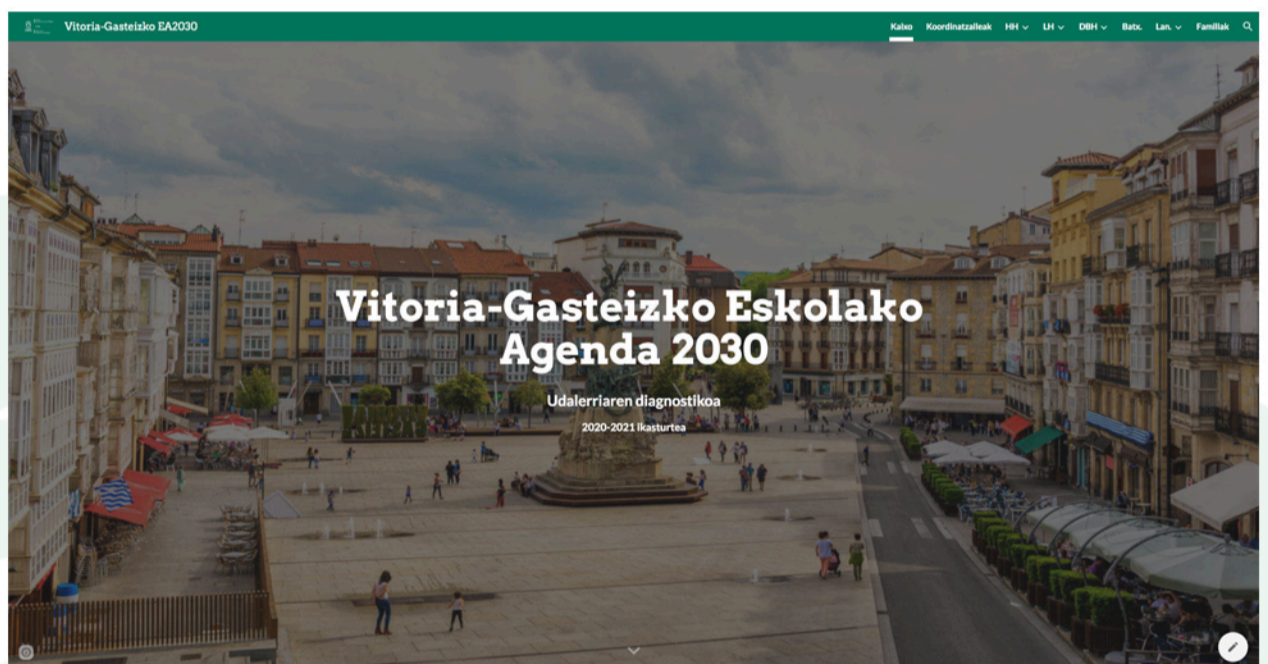 Vitoria-Gasteizko EA2030
Kaixo Koordinatzaileak HH LH DBH Batx. Lan. Familiak
Vitoria-Gasteizko Eskolako
Agenda 2030
Udalerriaren diagnostikoa
2020-2021 Ikasturtea